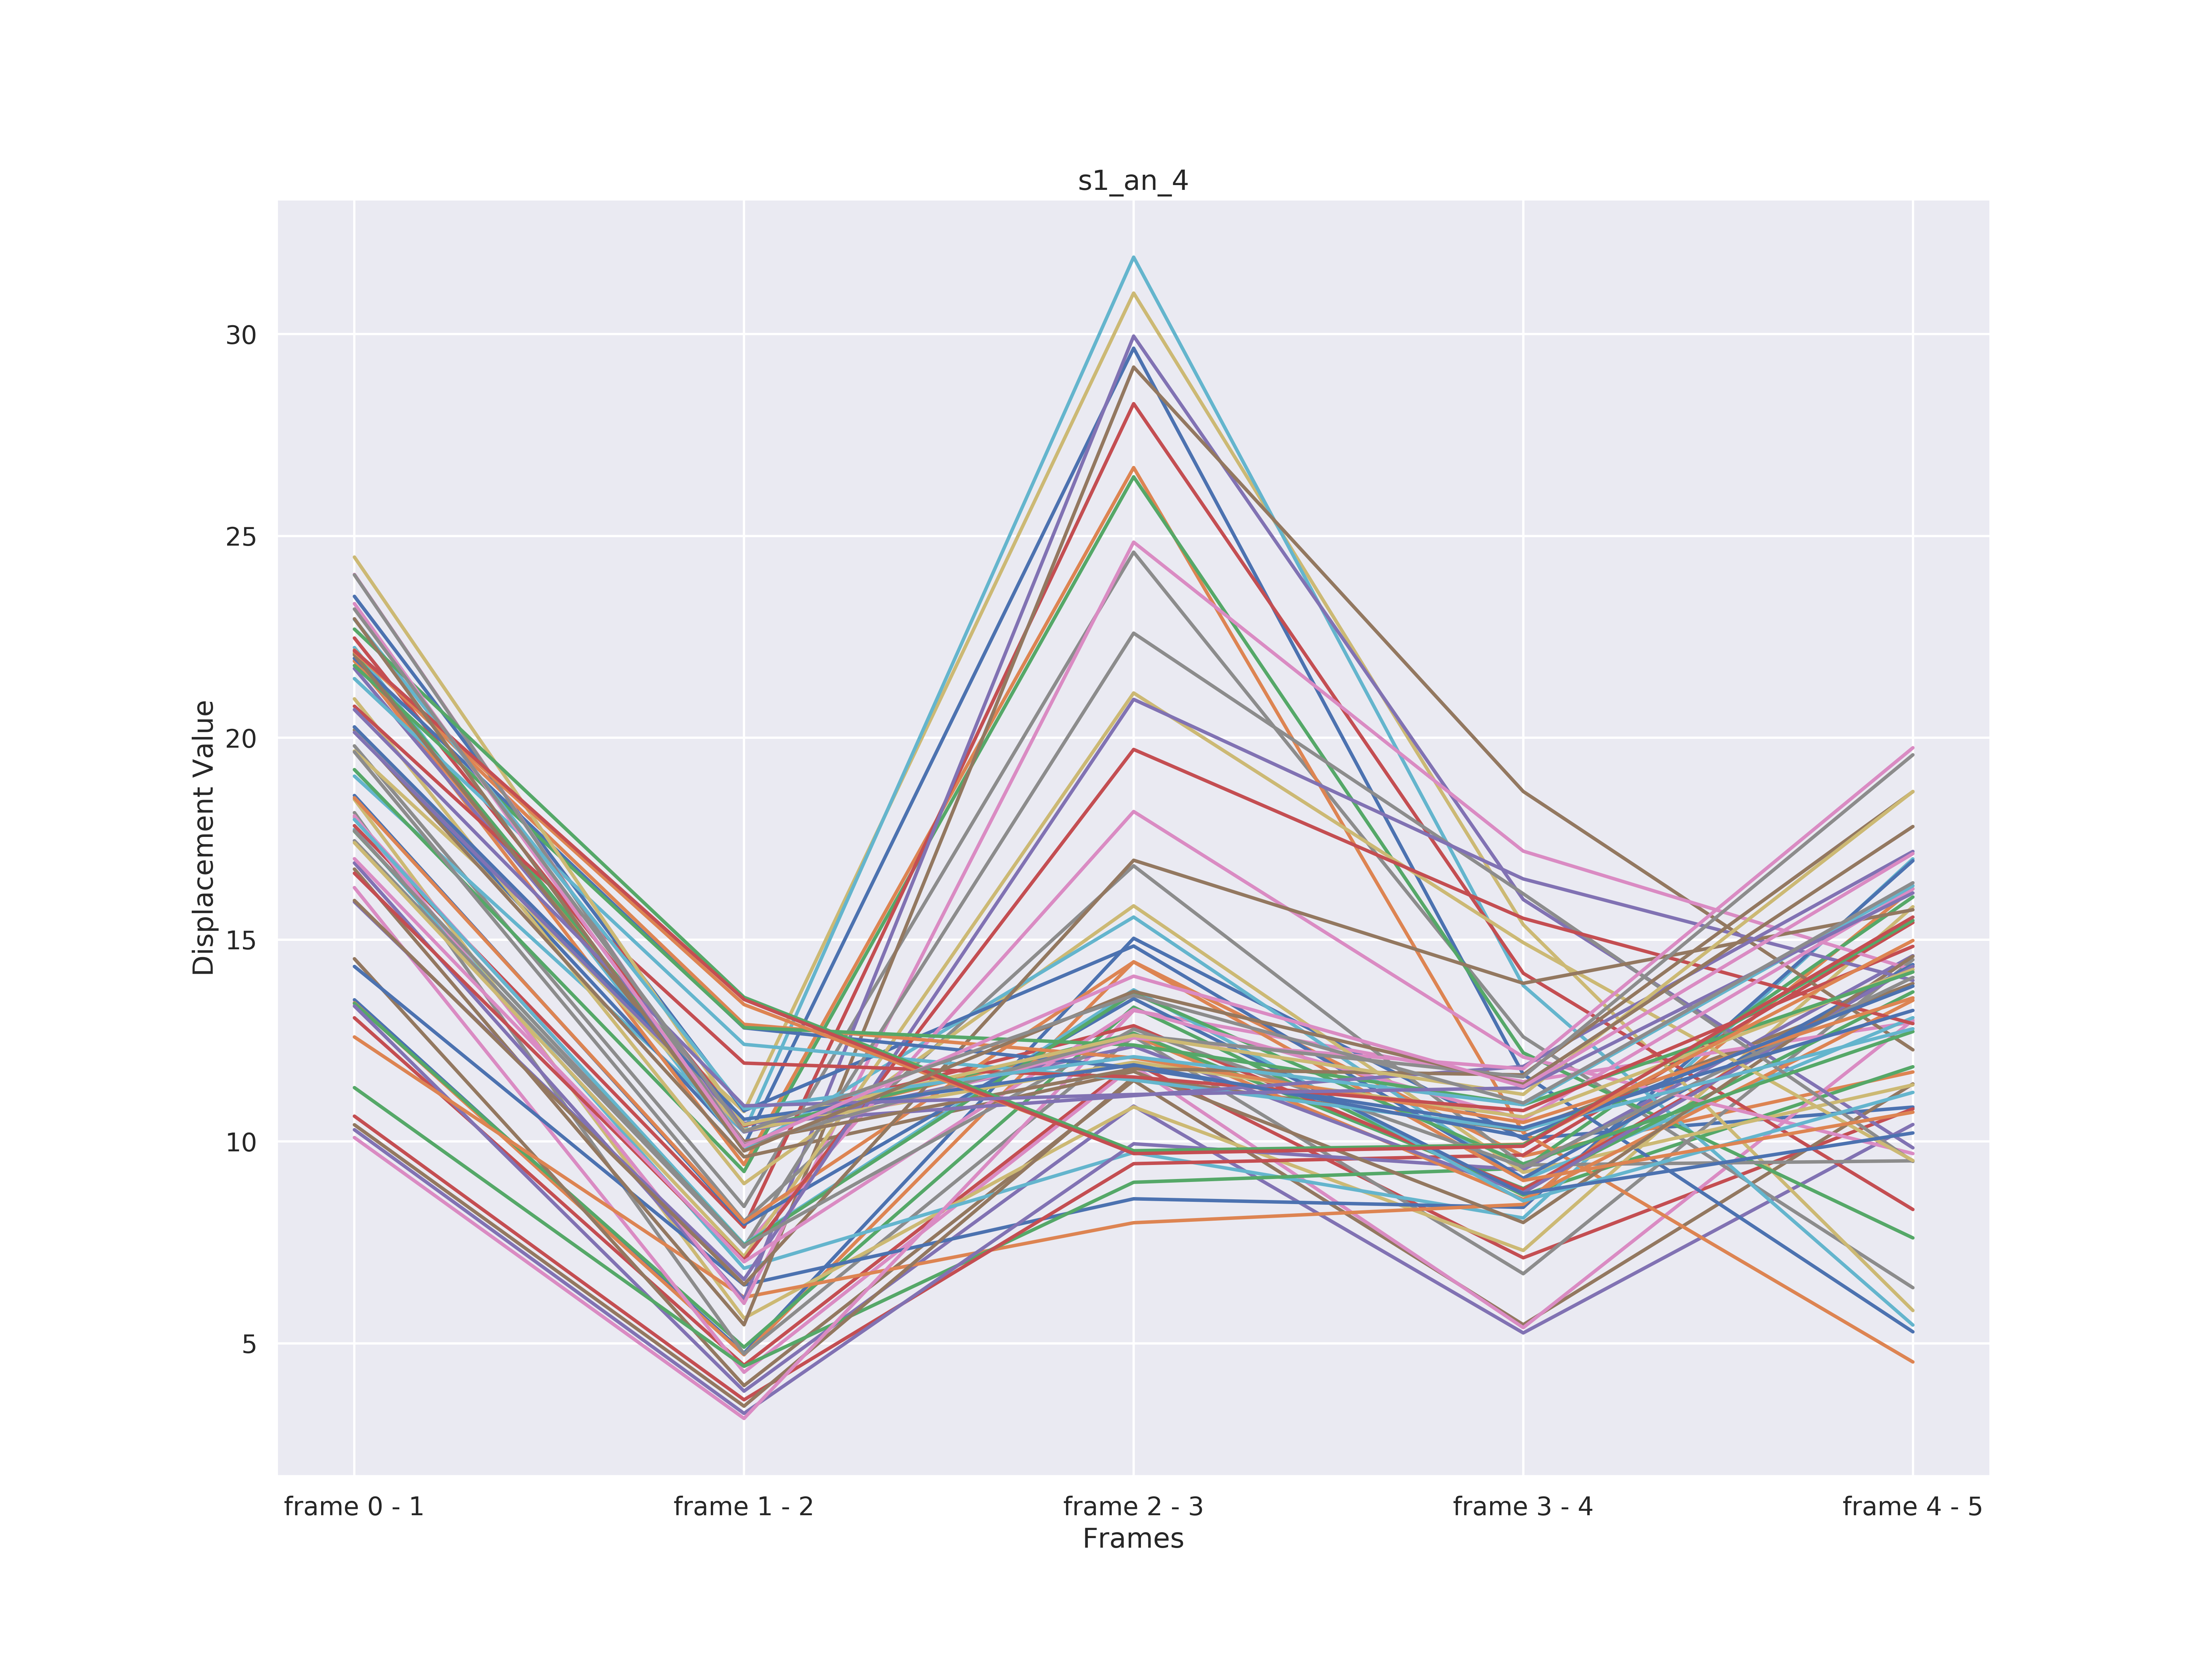 s1_an_4
30
25
20
15
10
5
Displacement Value
frame 0 - 1
frame 1 - 2
frame 2 - 3
frame 3 - 4
frame 4 - 5
Frames